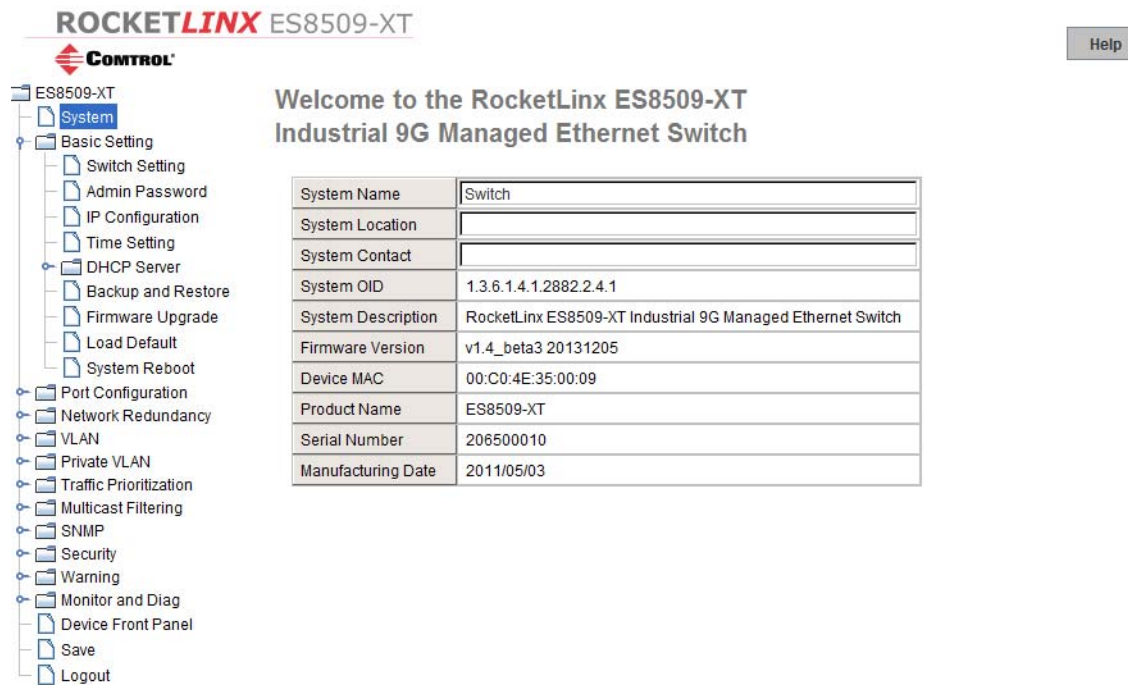 ROCKETLINX ES8509-XT
COMTROL
Help
ES8509-XT
System
Basic Setting
Switch Setting
Admin Password
IP Configuration
Time Setting
DHCP Server
Backup and Restore
Firmware Upgrade
Load Default
System Reboot
Port Configuration
Network Redundancy
VLAN
Private VLAN
Traffic Prioritization
Multicast Filtering
SNMP
Security
Warning
Monitor and Diag
Device Front Panel
Save
Logout
Welcome to the RocketLinx ES8509-XT
Industrial 9G Managed Ethernet Switch
System Name Switch
System Location
System Contact
System OID 1.3.6.1.4.1.2882.2.4.1
System Description RocketLinx ES8509-XT Industrial 9G Managed Ethernet Switch
Firmware Version v1.4_beta3 20131205
Device MAC 00:C0:4E:35:00:09
Product Name ES8509-XT
Serial Number 206500010
Manufacturing Date 2011/05/03